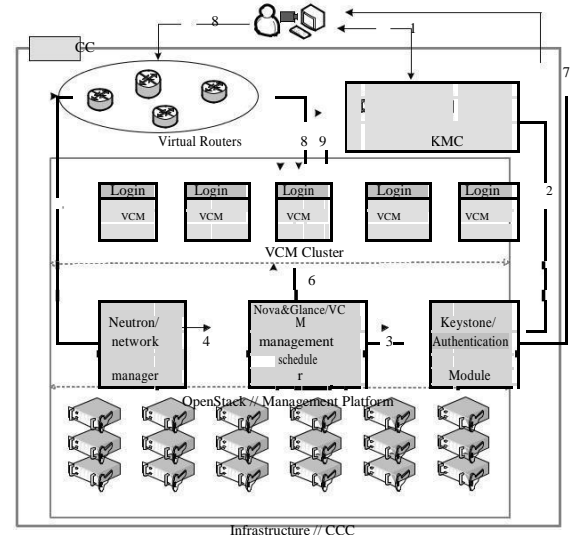 8
1
CC
7
Virtual Routers
8 9
KMC
2
Login Login Login Login Login
VCM VCM VCM VCM VCM
VCM Cluster
6
Neutron/
network
manager
4
Nova&Glance/VC
M
management
schedule
r
3
Keystone/
Authentication
Module
OpenStack // Management Platform
Infrastructure // CCC